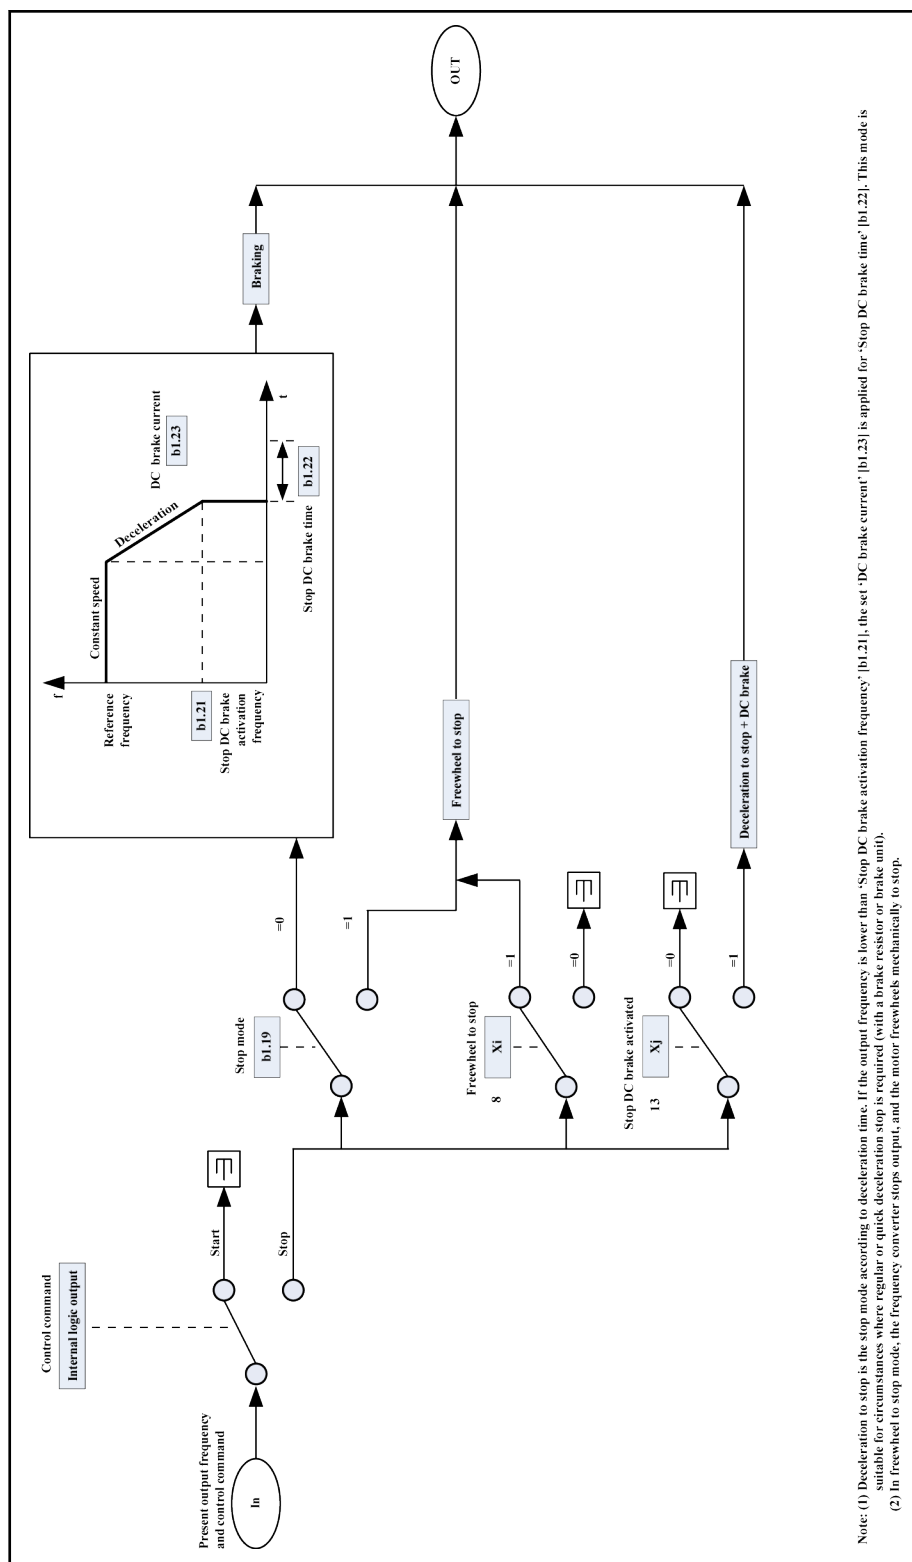 Present output frequency
and control command
In
Control command
Internal logic output
Start
Stop
E
Stop mode
b1.19
=0
=1
Freewheel to stop
8
Xi
=1
=0
E
Stop DC brake activated
13
Xj
=0
E
=1
f
Reference
frequency
b1.21
Stop DC brake
activation
frequency
Constant speed
Deceleration
DC brake current
b1.23
t
b1.22
Stop DC brake time
Braking
Freewheel to stop
Deceleration to stop + DC brake
OUT
Note: (1) Deceleration to stop is the stop mode according to deceleration time. If the output frequency is lower than ‘Stop DC brake activation frequency’ [b1.21], the set ‘DC brake current’ [b1.23] is applied for ‘Stop DC brake time’ [b1.22]. This mode is
suitable for circumstances where regular or quick deceleration stop is required (with a brake resistor or brake unit).
(2) In freewheel to stop mode, the frequency converter stops output, and the motor freewheels mechanically to stop.